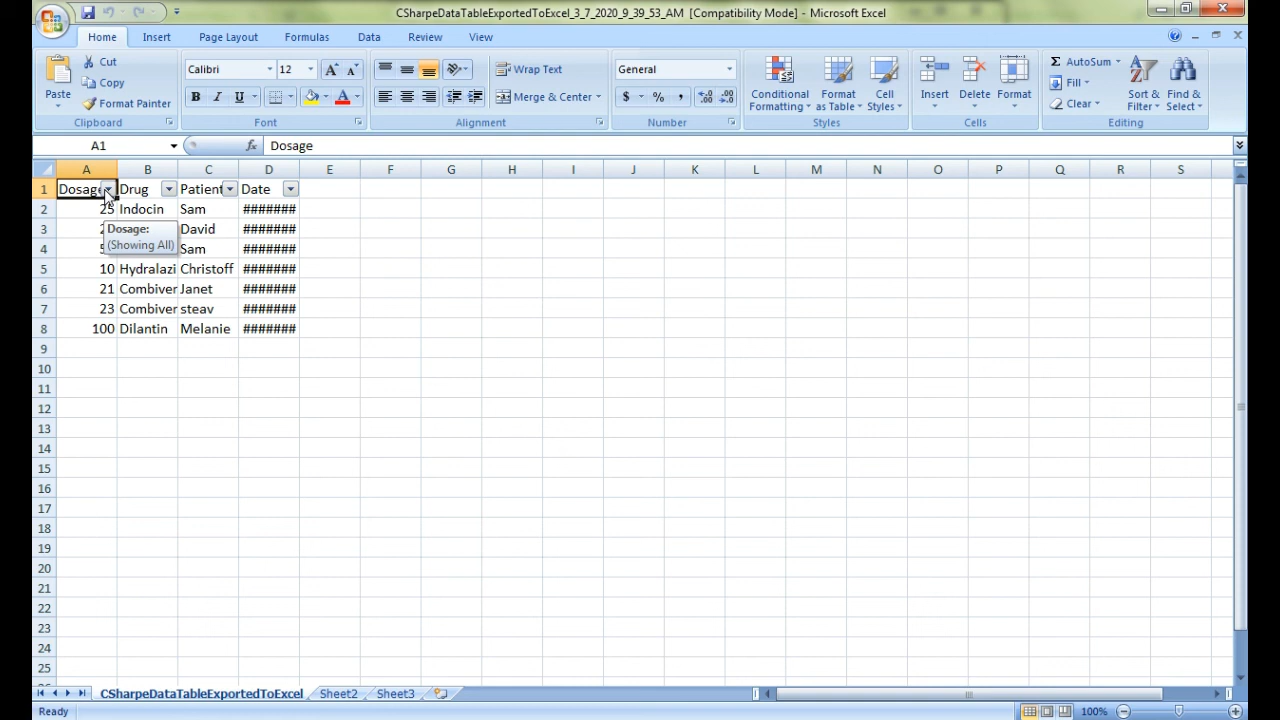 CSharpeDataTableExportedToExcel_3_7_2020_9_39_53_AM [Compatibility Mode] - Microsoft Excel
Home Insert Page Layout Formulas Data Review View
Paste Cut Copy Format Painter Clipboard
Calibri 12 B I U A Font
Wrap Text Merge & Center Alignment
General $ % , Number
Conditional Formatting Format as Table Cell Styles Styles
Insert Delete Format Cells
Σ AutoSum Fill Clear Sort & Filter Find & Select Editing
A1 fx Dosage
A B C D E F G H I J K L M N O P Q R S
1 Dosage Drug Patient Date
2 25 Indocin Sam #######
3 David #######
4 Sam #######
Dosage:
(Showing All)
5 10 Hydralazi Christoff #######
6 21 Combiver Janet #######
7 23 Combiver steav #######
8 100 Dilantin Melanie #######
9
10
11
12
13
14
15
16
17
18
19
20
21
22
23
24
25
CSharpeDataTableExportedToExcel Sheet2 Sheet3
Ready 100%